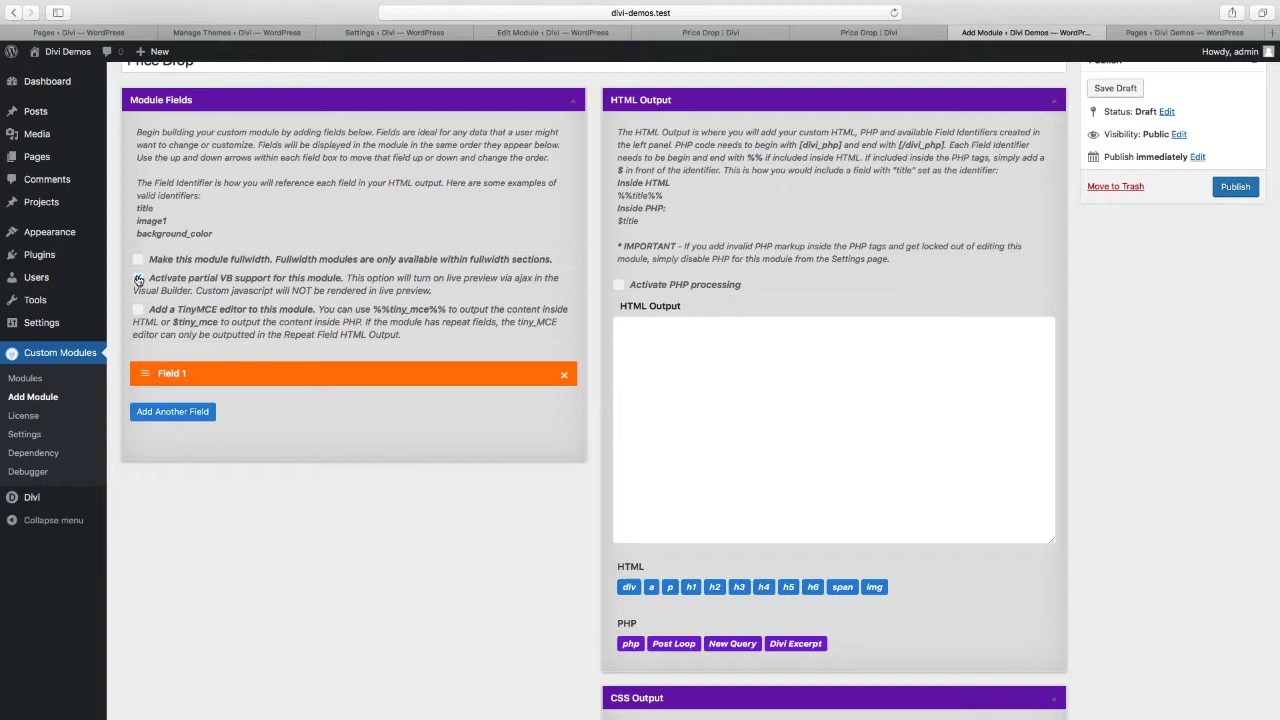 divi-demos.test
Pages ‹ Divi — WordPress
Manage Themes ‹ Divi — WordPress
Settings ‹ Divi — WordPress
Edit Module ‹ Divi — WordPress
Price Drop | Divi
Price Drop | Divi
Add Module ‹ Divi Demos — WordPr...
Pages ‹ Divi Demos — WordPress
Divi Demos
0
New
Howdy, admin
Dashboard
Posts
Media
Pages
Comments
Projects
Appearance
Plugins
Users
Tools
Settings
Custom Modules
Modules
Add Module
License
Settings
Dependency
Debugger
Divi
Collapse menu
Price Drop
Module Fields
Begin building your custom module by adding fields below. Fields are ideal for any data that a user might
want to change or customize. Fields will be displayed in the module in the same order they appear below.
Use the up and down arrows within each field box to move that field up or down and change the order.
The Field Identifier is how you will reference each field in your HTML output. Here are some examples of
valid identifiers:
title
image1
background_color
Make this module fullwidth. Fullwidth modules are only available within fullwidth sections.
Activate partial VB support for this module. This option will turn on live preview via ajax in the
Visual Builder. Custom javascript will NOT be rendered in live preview.
Add a TinyMCE editor to this module. You can use %%tiny_mce%% to output the content inside
HTML or $tiny_mce to output the content inside PHP. If the module has repeat fields, the tiny_MCE
editor can only be outputted in the Repeat Field HTML Output.
Field 1
Add Another Field
HTML Output
The HTML Output is where you will add your custom HTML, PHP and available Field Identifiers created in
the left panel. PHP code needs to begin with [divi_php] and end with [/divi_php]. Each Field Identifier
needs to be begin and end with %% if included inside HTML. If included inside the PHP tags, simply add a
$ in front of the identifier. This is how you would include a field with "title" set as the identifier:
Inside HTML
%%title%%
Inside PHP:
$title
* IMPORTANT - If you add invalid PHP markup inside the PHP tags and get locked out of editing this
module, simply disable PHP for this module from the Settings page.
Activate PHP processing
HTML Output
HTML
div a p h1 h2 h3 h4 h5 h6 span img
PHP
php Post Loop New Query Divi Excerpt
CSS Output
Publish
Save Draft
Status: Draft Edit
Visibility: Public Edit
Publish immediately Edit
Move to Trash
Publish